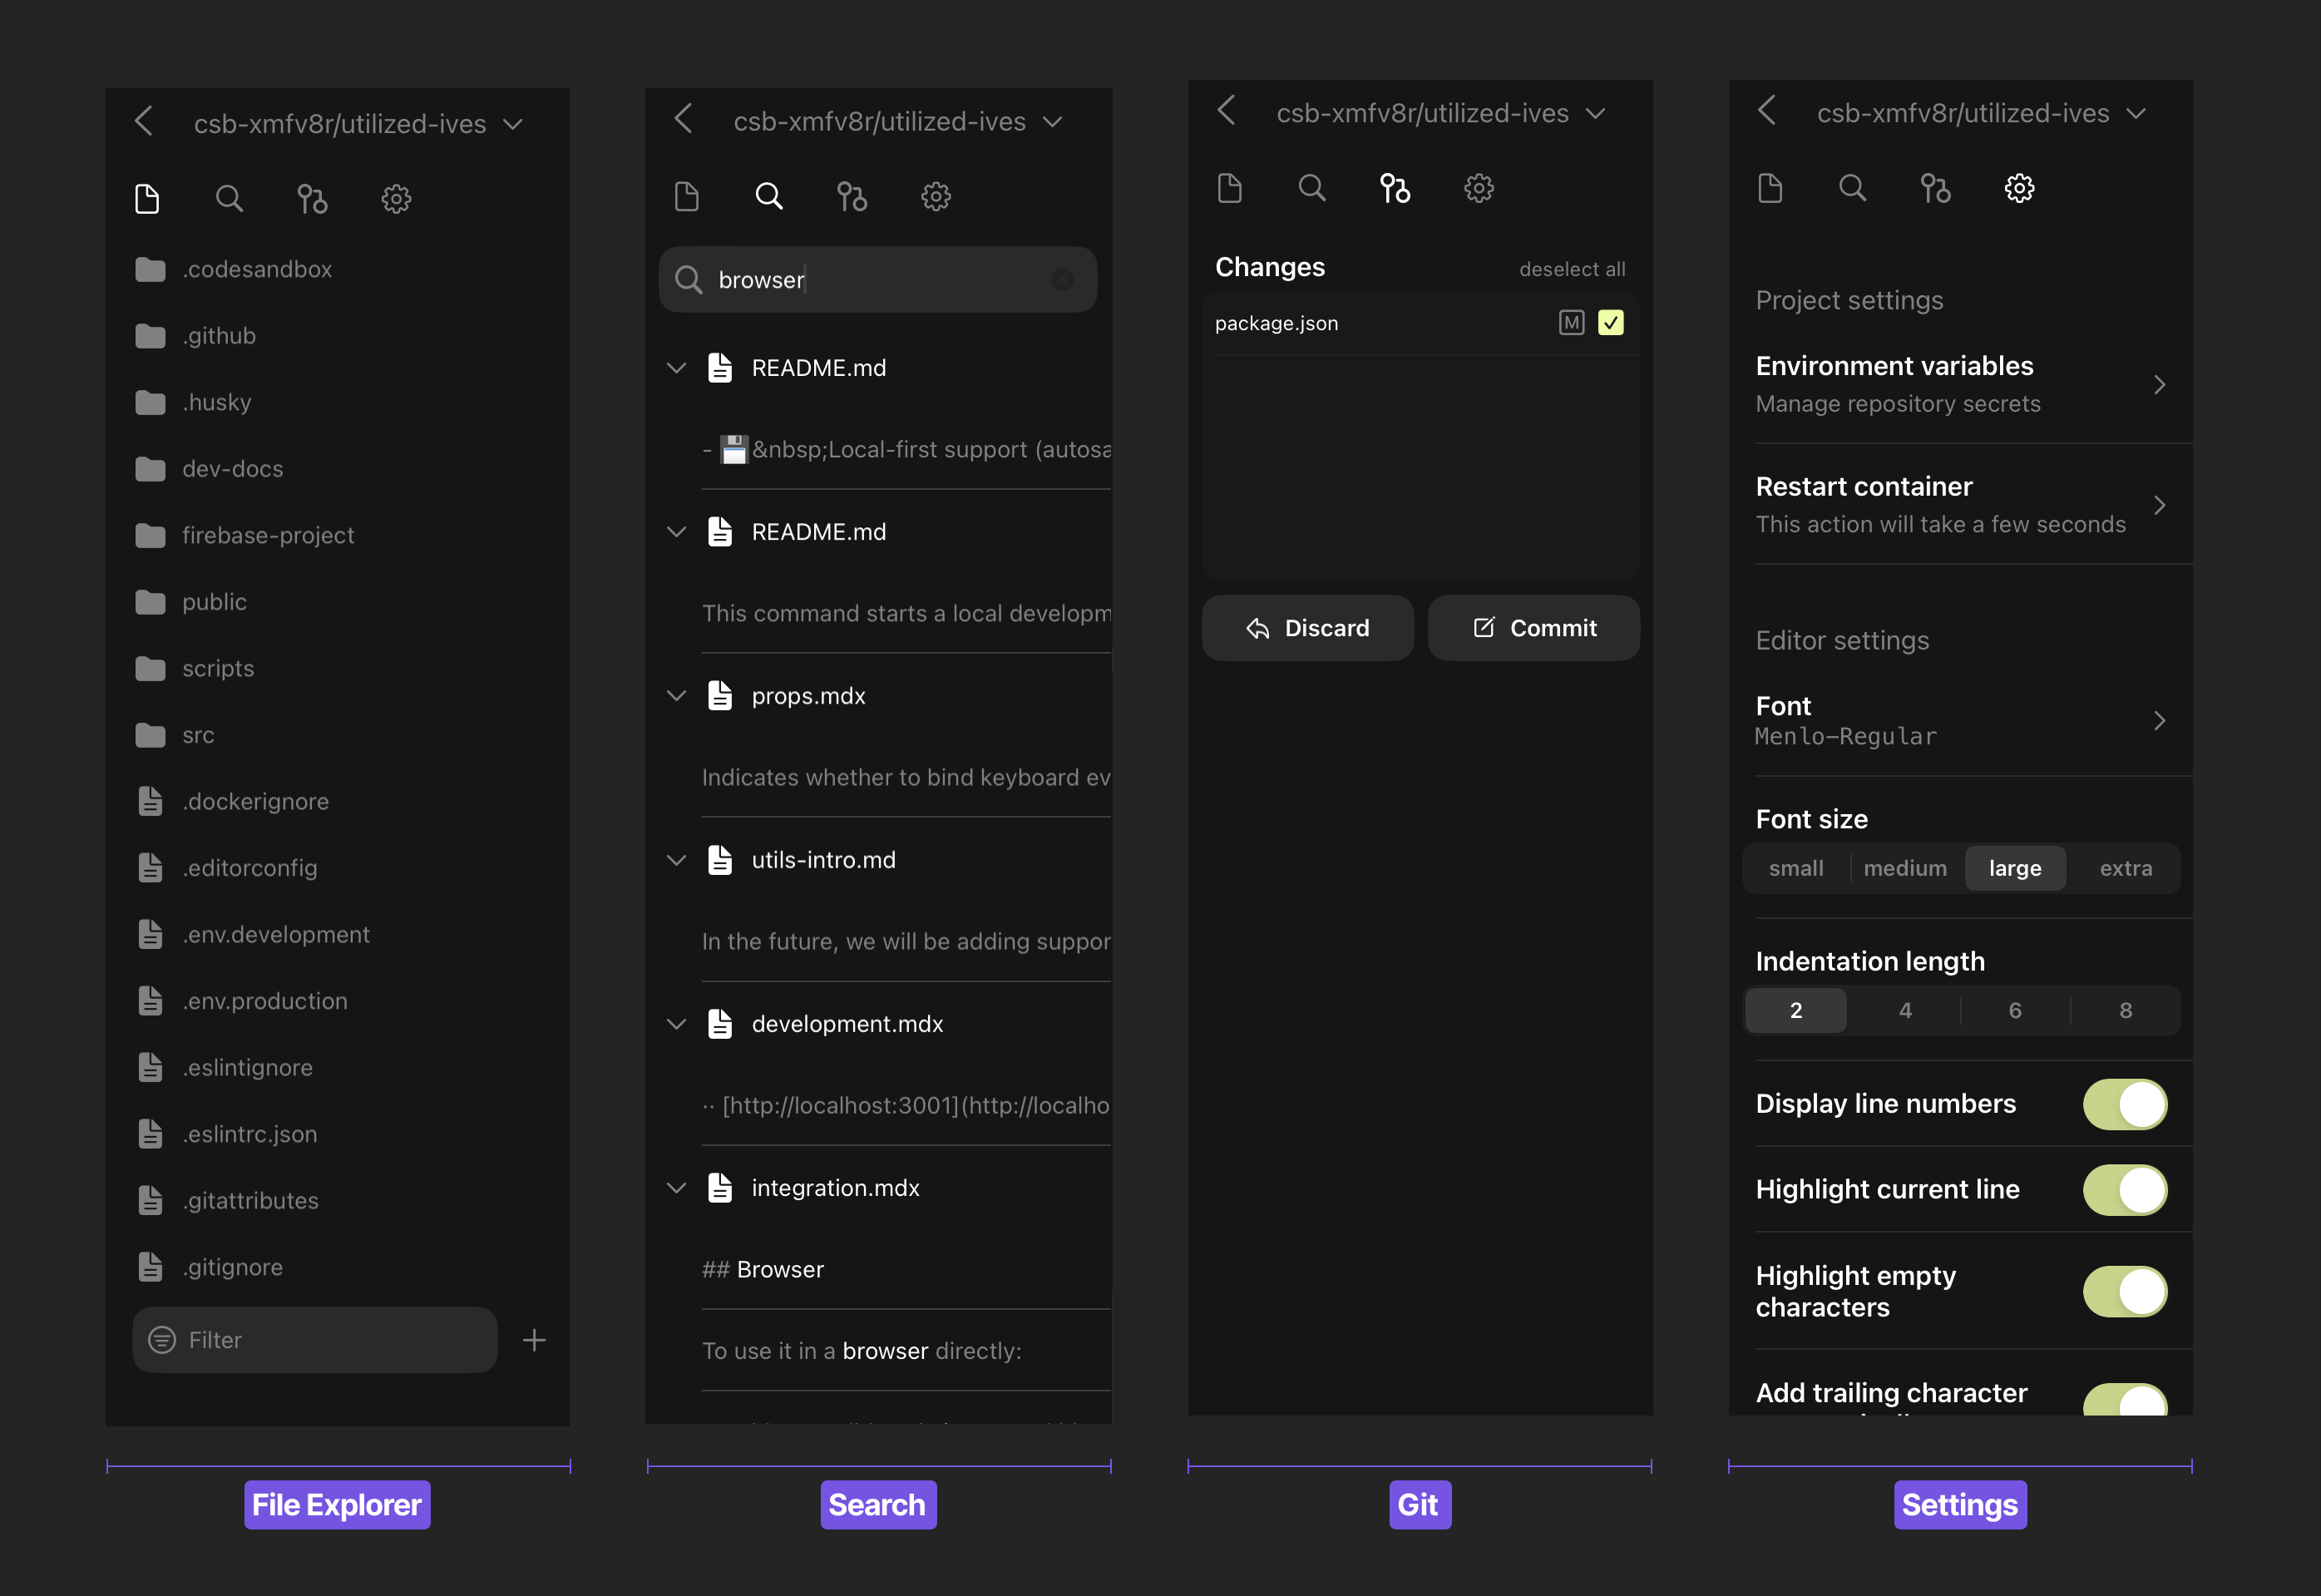 csb-xmfv8r/utilized-ives
.codesandbox
.github
.husky
dev-docs
firebase-project
public
scripts
src
.dockerignore
.editorconfig
.env.development
.env.production
.eslintignore
.eslintrc.json
.gitattributes
.gitignore
Filter
File Explorer
csb-xmfv8r/utilized-ives
browser
README.md
- 💾&nbsp;Local-first support (autosa
README.md
This command starts a local developm
props.mdx
Indicates whether to bind keyboard ev
utils-intro.md
In the future, we will be adding suppor
development.mdx
·· [http://localhost:3001](http://localho
integration.mdx
## Browser
To use it in a browser directly:
Search
csb-xmfv8r/utilized-ives
Changes deselect all
package.json M
Discard Commit
Git
csb-xmfv8r/utilized-ives
Project settings
Environment variables
Manage repository secrets
Restart container
This action will take a few seconds
Editor settings
Font
Menlo-Regular
Font size
small medium large extra
Indentation length
2 4 6 8
Display line numbers
Highlight current line
Highlight empty
characters
Add trailing character
Settings